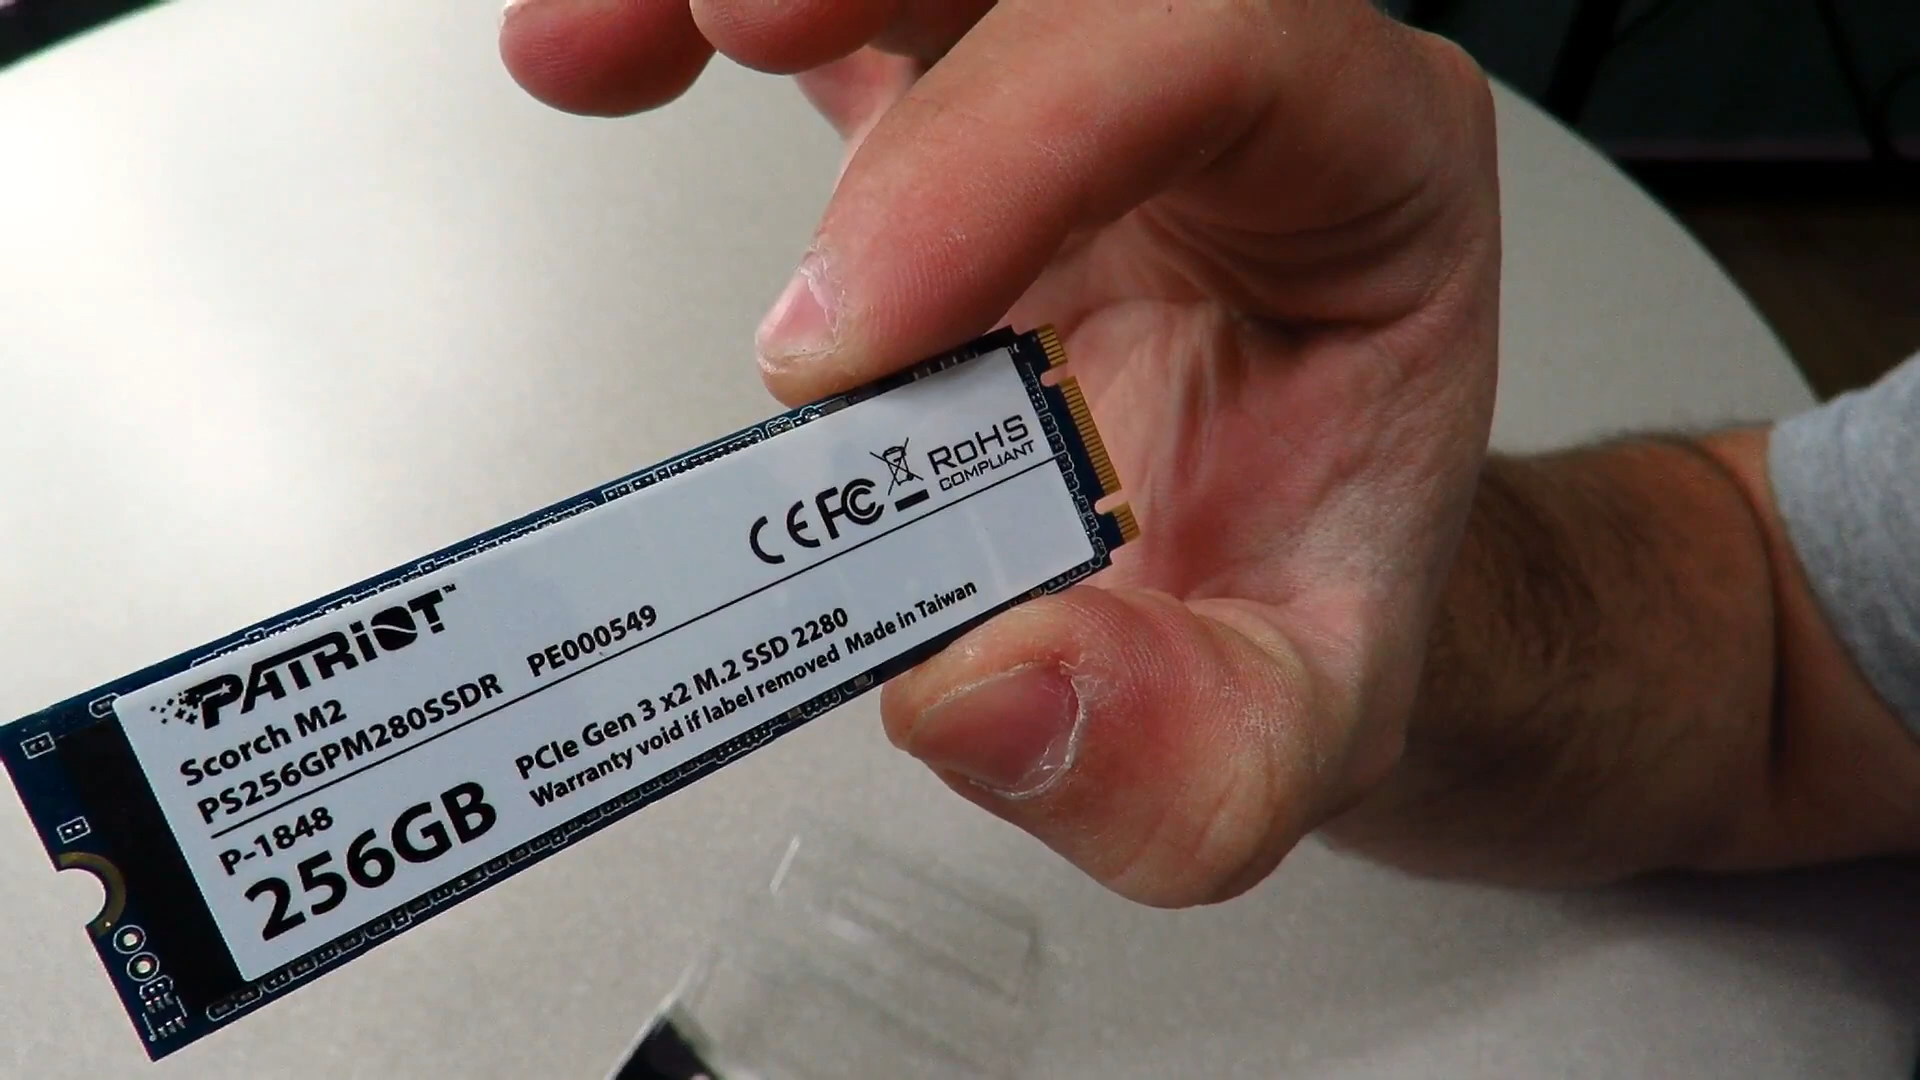 PATRiOT™
Scorch M2
PS256GPM280SSDR PE000549
CE FC RoHS
COMPLIANT
P-1848
256GB
PCIe Gen 3 x2 M.2 SSD 2280
Warranty void if label removed Made in Taiwan